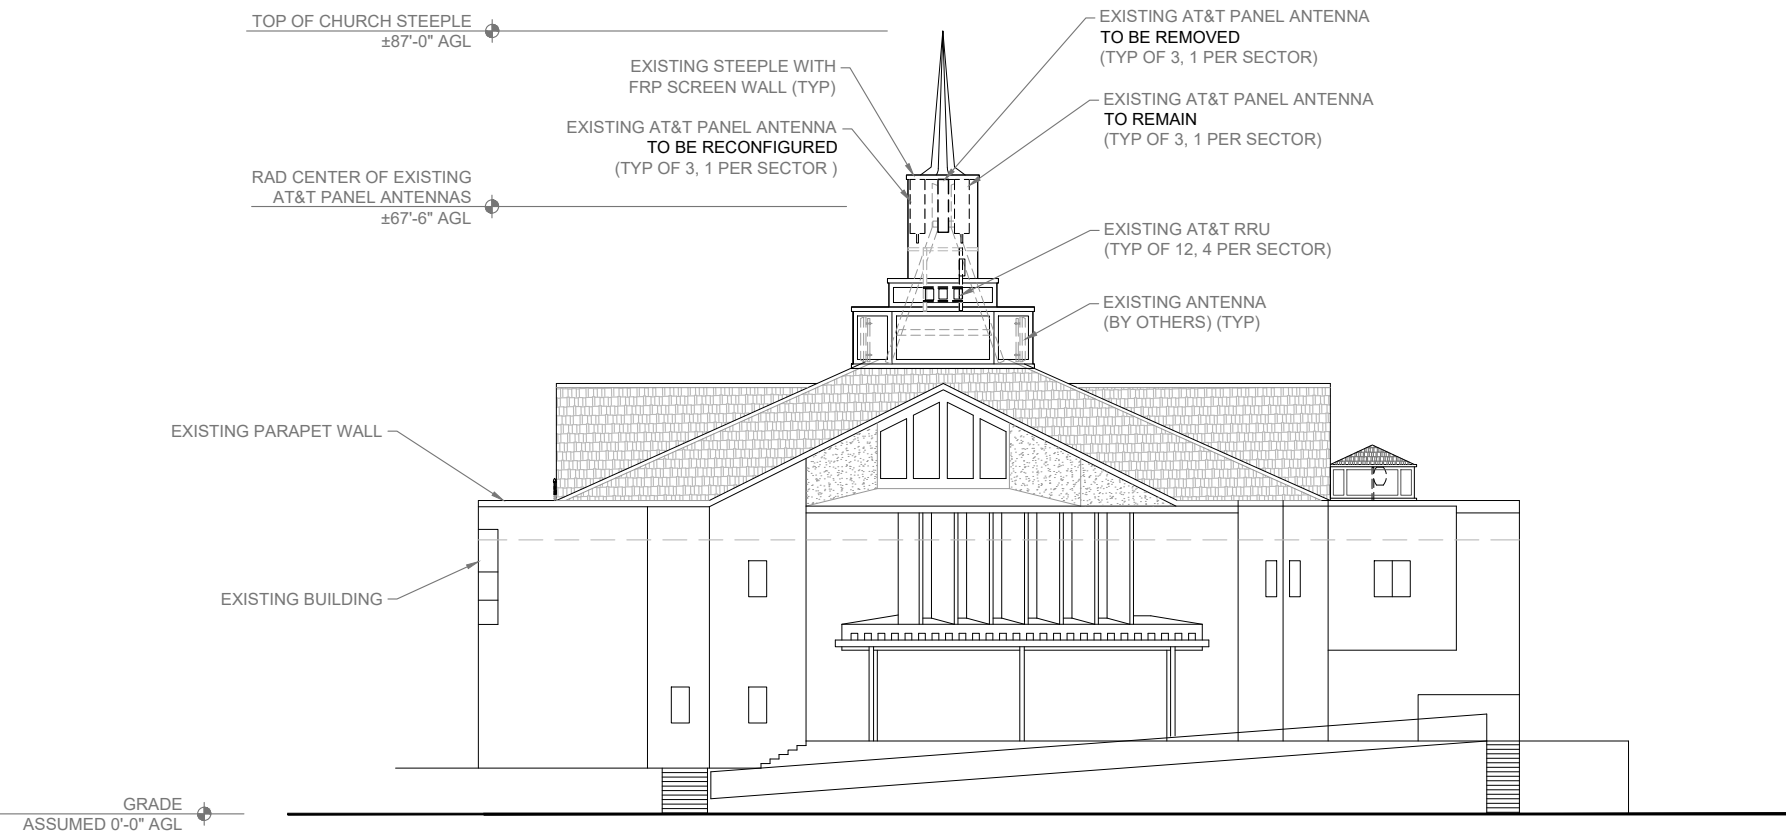 TOP OF CHURCH STEEPLE
±87'-0" AGL
EXISTING STEEPLE WITH
FRP SCREEN WALL (TYP)
EXISTING AT&T PANEL ANTENNA
TO BE RECONFIGURED
(TYP OF 3, 1 PER SECTOR )
RAD CENTER OF EXISTING
AT&T PANEL ANTENNAS
±67'-6" AGL
EXISTING AT&T PANEL ANTENNA
TO BE REMOVED
(TYP OF 3, 1 PER SECTOR)
EXISTING AT&T PANEL ANTENNA
TO REMAIN
(TYP OF 3, 1 PER SECTOR)
EXISTING AT&T RRU
(TYP OF 12, 4 PER SECTOR)
EXISTING ANTENNA
(BY OTHERS) (TYP)
EXISTING PARAPET WALL
EXISTING BUILDING
GRADE
ASSUMED 0'-0" AGL